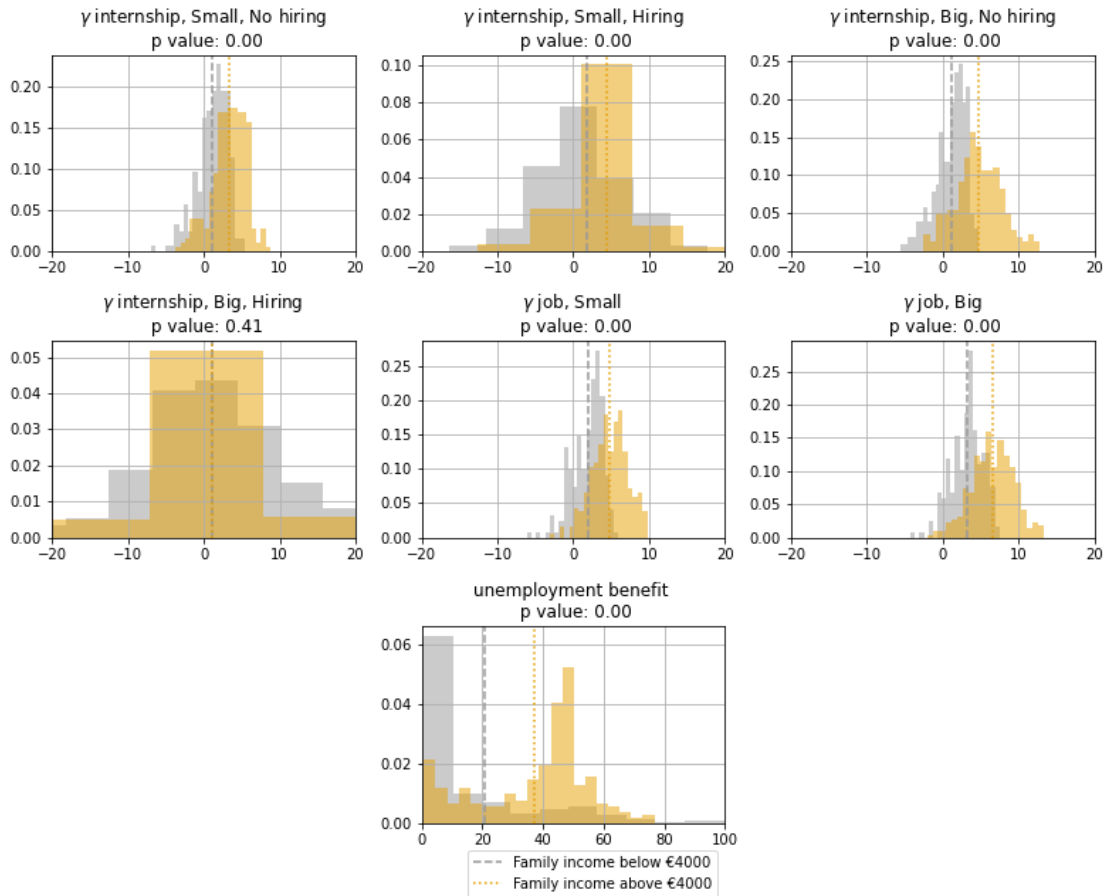 γ internship, Small, No hiring
p value: 0.00
γ internship, Small, Hiring
p value: 0.00
γ internship, Big, No hiring
p value: 0.00
0.20
0.15
0.10
0.05
0.00
−20 −10 0 10 20
0.10
0.08
0.06
0.04
0.02
0.00
−20 −10 0 10 20
0.25
0.20
0.15
0.10
0.05
0.00
−20 −10 0 10 20
γ internship, Big, Hiring
p value: 0.41
γ job, Small
p value: 0.00
γ job, Big
p value: 0.00
0.05
0.04
0.03
0.02
0.01
0.00
−20 −10 0 10 20
0.25
0.20
0.15
0.10
0.05
0.00
−20 −10 0 10 20
0.30
0.25
0.20
0.15
0.10
0.05
0.00
−20 −10 0 10 20
unemployment benefit
p value: 0.00
0.06
0.04
0.02
0.00
0 20 40 60 80 100
Family income below €4000
Family income above €4000